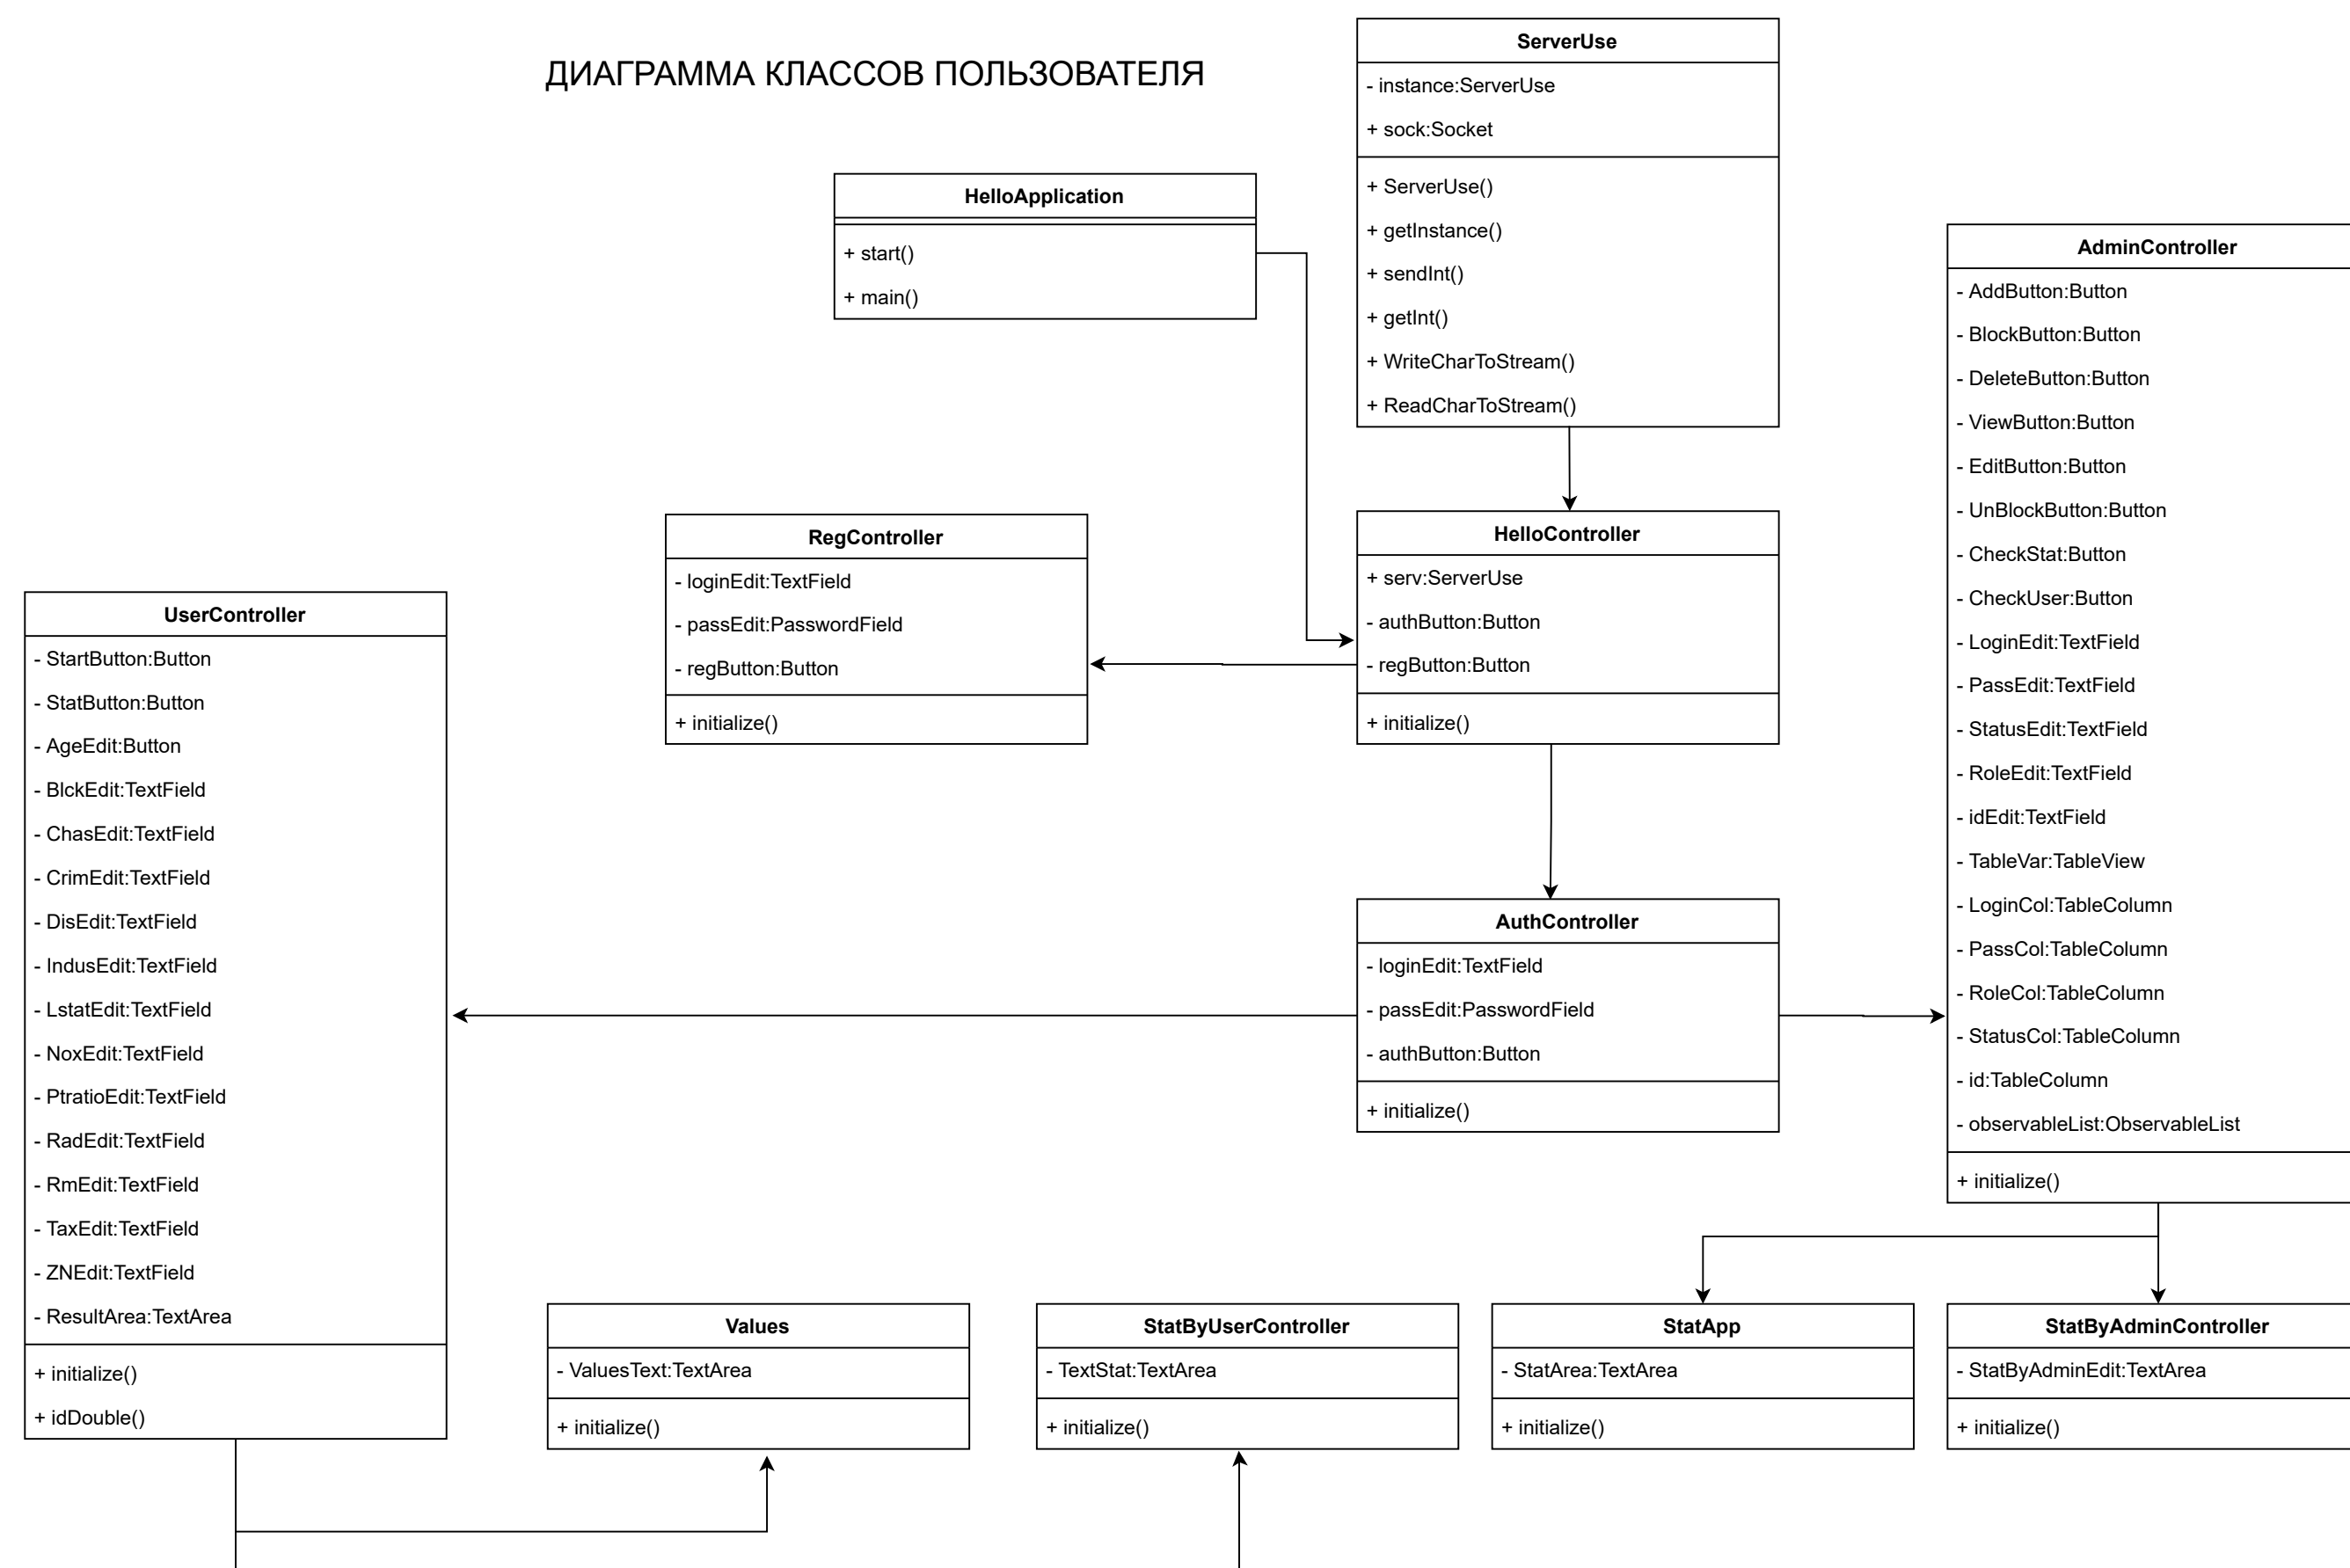 ДИАГРАММА КЛАССОВ ПОЛЬЗОВАТЕЛЯ
ServerUse
- instance:ServerUse
+ sock:Socket
+ ServerUse()
+ getInstance()
+ sendInt()
+ getInt()
+ WriteCharToStream()
+ ReadCharToStream()
HelloApplication
+ start()
+ main()
AdminController
- AddButton:Button
- BlockButton:Button
- DeleteButton:Button
- ViewButton:Button
- EditButton:Button
- UnBlockButton:Button
- CheckStat:Button
- CheckUser:Button
- LoginEdit:TextField
- PassEdit:TextField
- StatusEdit:TextField
- RoleEdit:TextField
- idEdit:TextField
- TableVar:TableView
- LoginCol:TableColumn
- PassCol:TableColumn
- RoleCol:TableColumn
- StatusCol:TableColumn
- id:TableColumn
- observableList:ObservableList
+ initialize()
RegController
- loginEdit:TextField
- passEdit:PasswordField
- regButton:Button
+ initialize()
HelloController
+ serv:ServerUse
- authButton:Button
- regButton:Button
+ initialize()
UserController
- StartButton:Button
- StatButton:Button
- AgeEdit:Button
- BlckEdit:TextField
- ChasEdit:TextField
- CrimEdit:TextField
- DisEdit:TextField
- IndusEdit:TextField
- LstatEdit:TextField
- NoxEdit:TextField
- PtratioEdit:TextField
- RadEdit:TextField
- RmEdit:TextField
- TaxEdit:TextField
- ZNEdit:TextField
- ResultArea:TextArea
+ initialize()
+ idDouble()
AuthController
- loginEdit:TextField
- passEdit:PasswordField
- authButton:Button
+ initialize()
Values
- ValuesText:TextArea
+ initialize()
StatByUserController
- TextStat:TextArea
+ initialize()
StatApp
- StatArea:TextArea
+ initialize()
StatByAdminController
- StatByAdminEdit:TextArea
+ initialize()